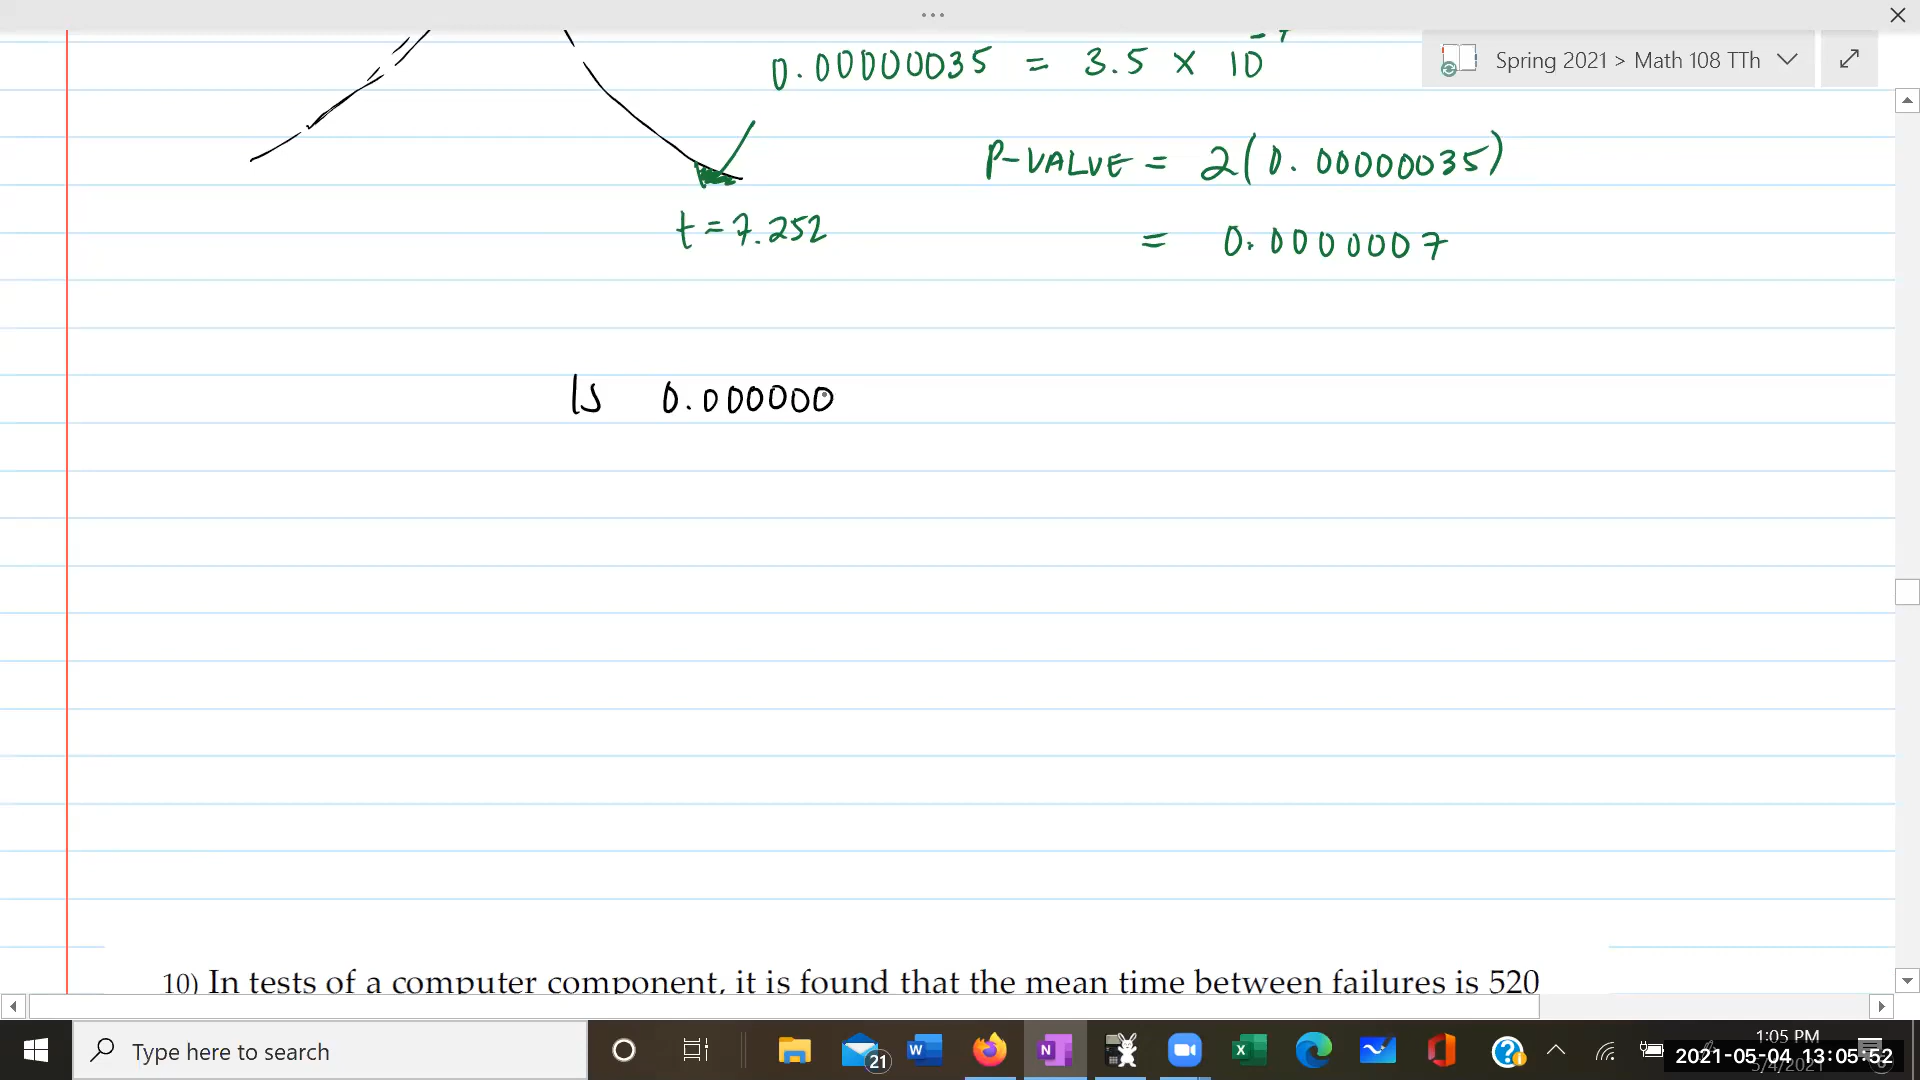 0.00000035 = 3.5 × 10
Spring 2021 > Math 108 TTh
P-VALUE = 2(0.00000035)
t = 7.252
= 0.0000007
Is 0.000000
10) In tests of a computer component, it is found that the mean time between failures is 520
Type here to search
21
1:05 PM
2021-05-04 13:05:52